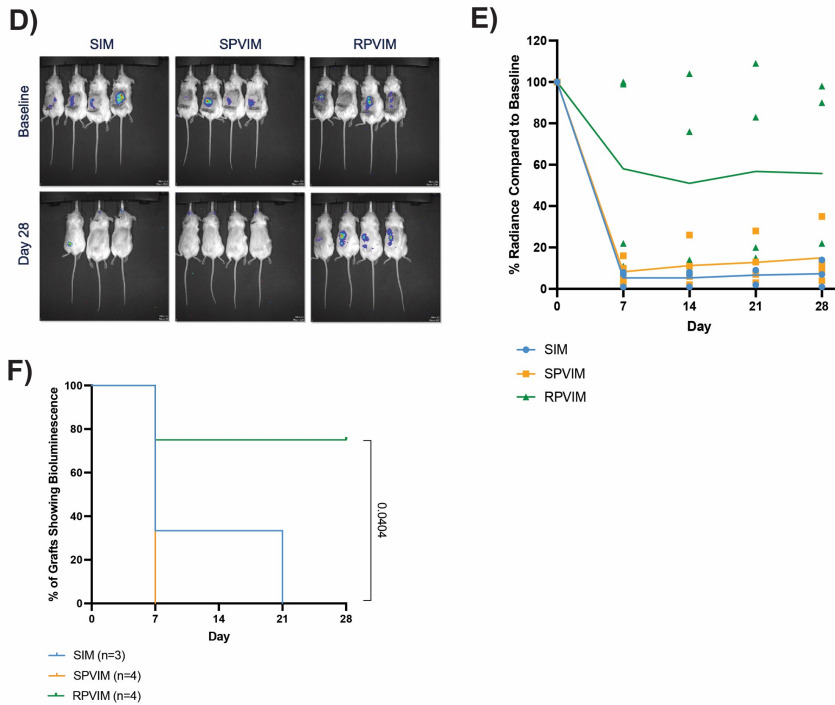 D)
SIM
SPVIM
RPVIM
Baseline
Day 28
E)
% Radiance Compared to Baseline
120
100
80
60
40
20
0
0
7
14
21
28
Day
SIM
SPVIM
RPVIM
F)
% of Grafts Showing Bioluminescence
100
80
60
40
20
0
0
7
14
21
28
Day
0.0404
SIM (n=3)
SPVIM (n=4)
RPVIM (n=4)